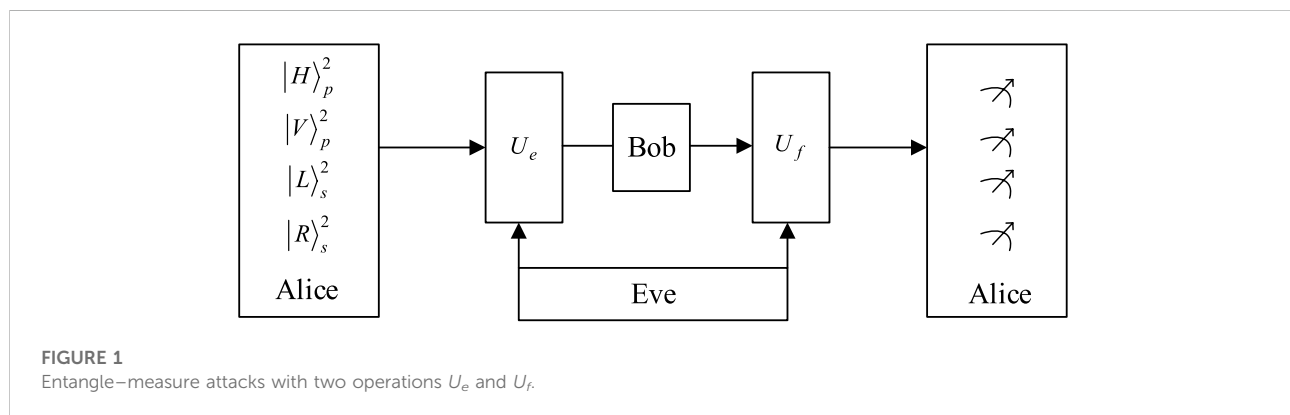 |H⟩_p^2
|V⟩_p^2
|L⟩_s^2
|R⟩_s^2
Alice
U_e
Bob
U_f
Eve
Alice
FIGURE 1
Entangle–measure attacks with two operations U_e and U_f.